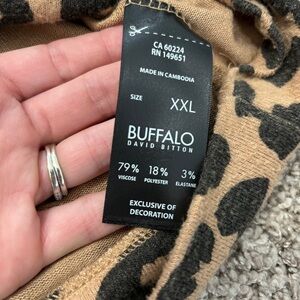 CA 60224
RN 149651
MADE IN CAMBODIA
SIZE XXL
BUFFALO
DAVID BITTON
79% 18% 3%
VISCOSE POLYESTER ELASTANE
EXCLUSIVE OF
DECORATION